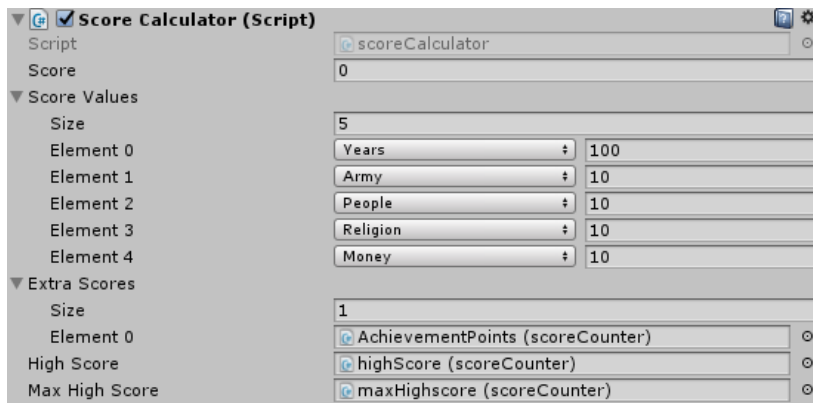 Score Calculator (Script)
Script scoreCalculator
Score 0
Score Values
Size 5
Element 0 Years 100
Element 1 Army 10
Element 2 People 10
Element 3 Religion 10
Element 4 Money 10
Extra Scores
Size 1
Element 0 AchievementPoints (scoreCounter)
High Score highScore (scoreCounter)
Max High Score maxHighscore (scoreCounter)